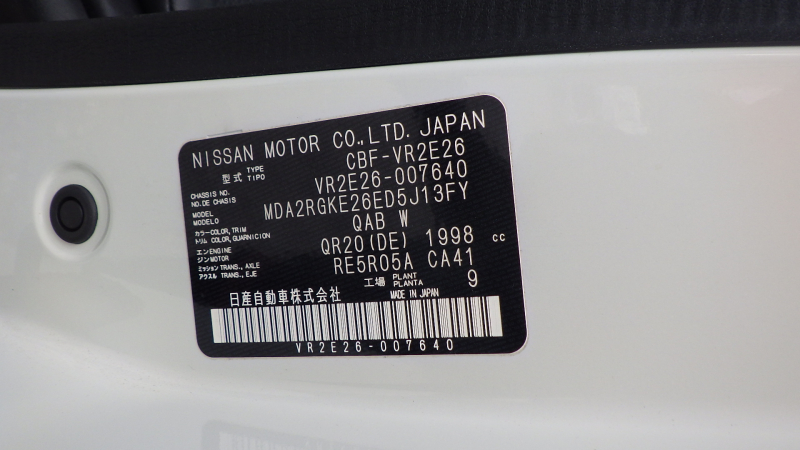 NISSAN MOTOR CO.,LTD. JAPAN
型式 TYPE TIPO CBF-VR2E26
CHASSIS NO. NO.DE CHASIS VR2E26-007640
MODEL MODELO MDA2RGKE26ED5J13FY
カラー COLOR,TRIM トリム COLOR,GUARNICION QAB W
エンジン ENGINE MOTOR QR20(DE) 1998 cc
ミッション TRANS., AXLE アクスル TRANS., EJE RE5R05A CA41
工場 PLANT PLANTA 9
日産自動車株式会社 MADE IN JAPAN
VR2E26-007640